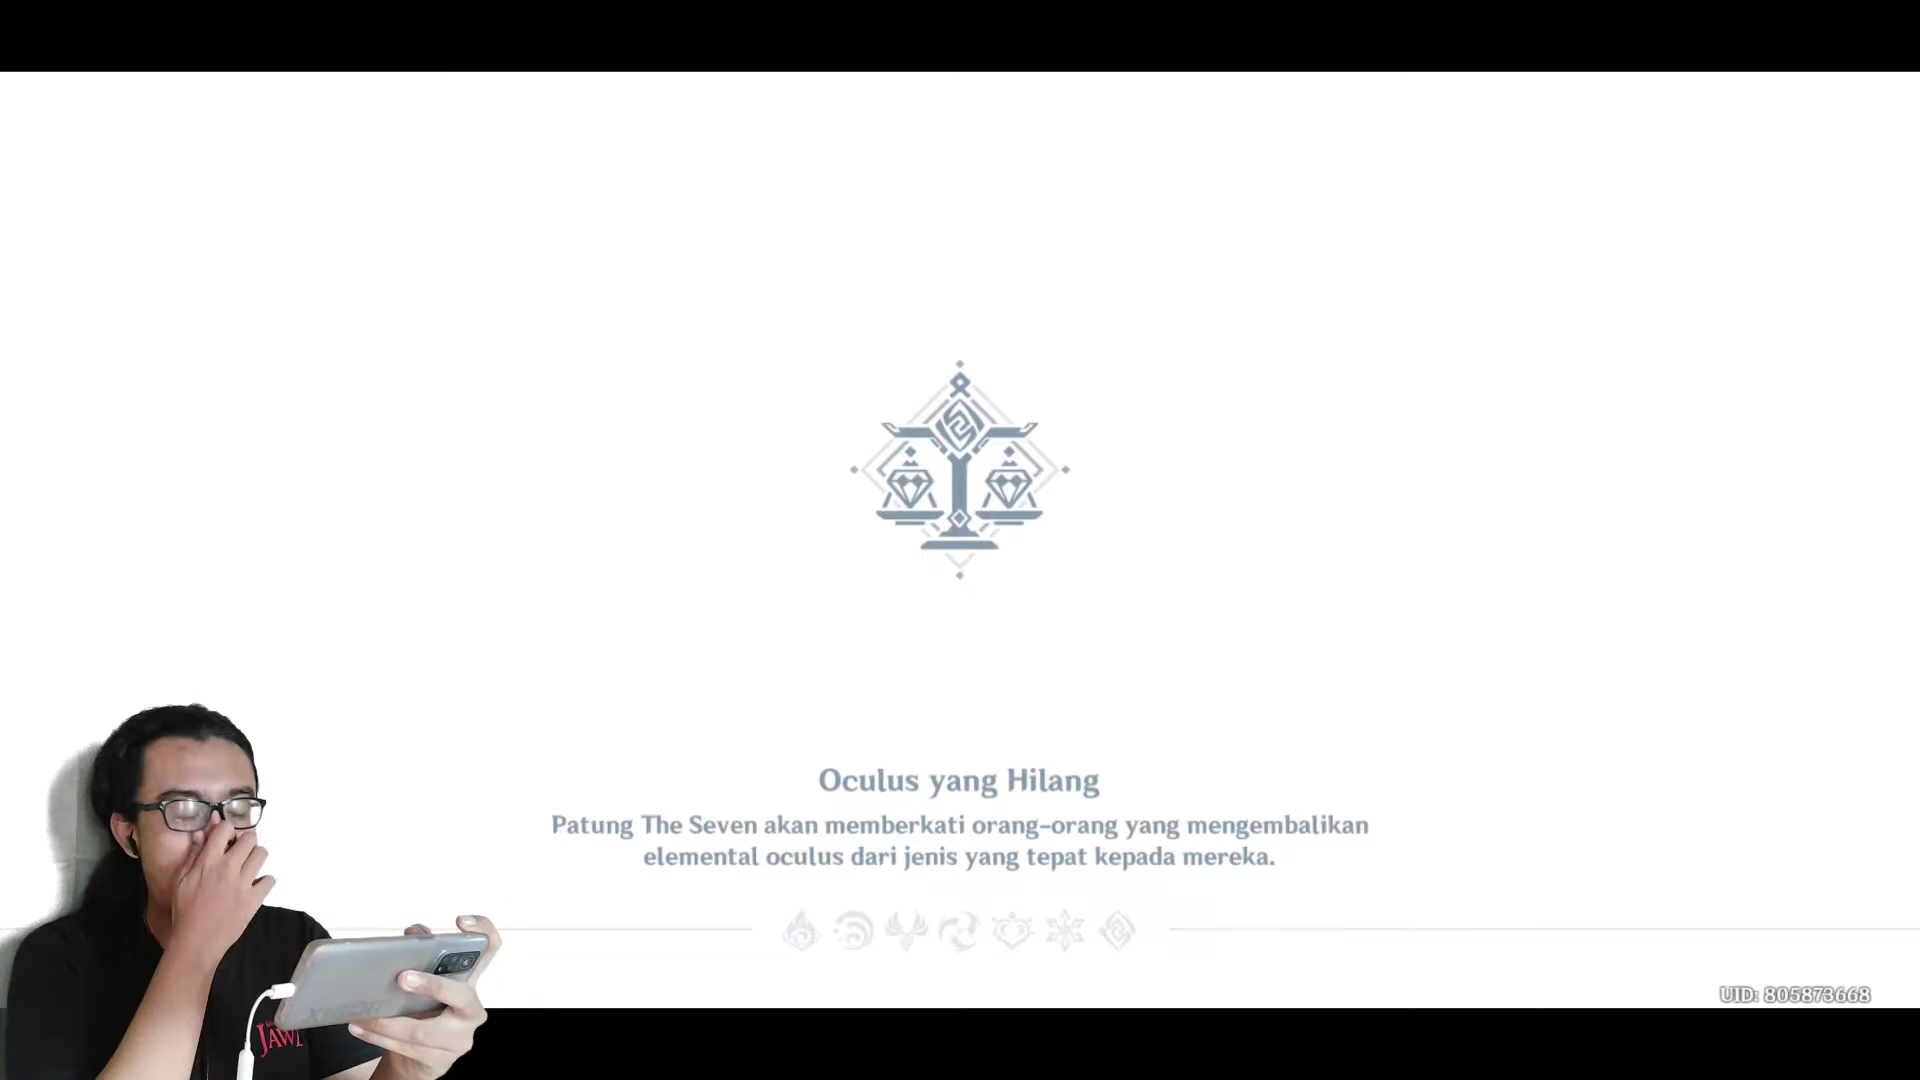 Oculus yang Hilang
Patung The Seven akan memberkati orang-orang yang mengembalikan
elemental oculus dari jenis yang tepat kepada mereka.
UID: 805873668
JAWI